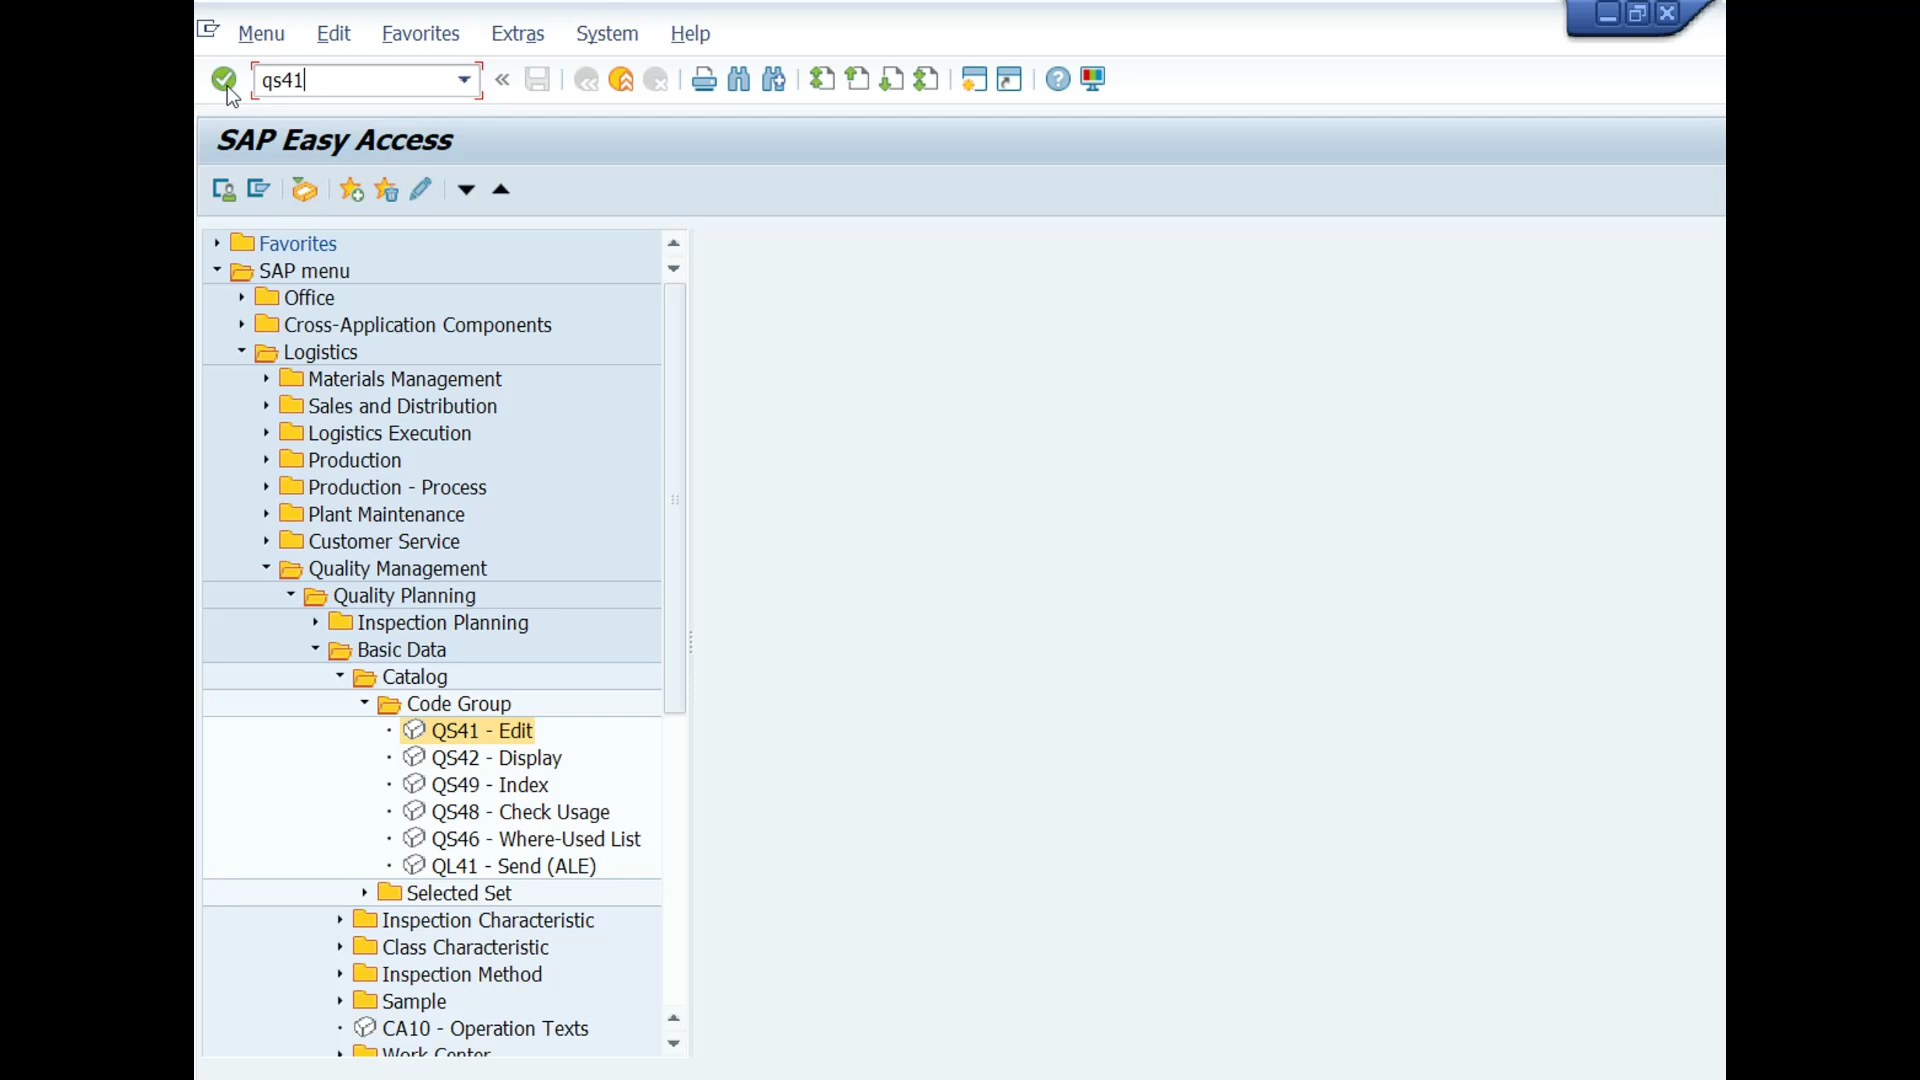 Menu Edit Favorites Extras System Help
qs41
SAP Easy Access
Favorites
SAP menu
Office
Cross-Application Components
Logistics
Materials Management
Sales and Distribution
Logistics Execution
Production
Production - Process
Plant Maintenance
Customer Service
Quality Management
Quality Planning
Inspection Planning
Basic Data
Catalog
Code Group
QS41 - Edit
QS42 - Display
QS49 - Index
QS48 - Check Usage
QS46 - Where-Used List
QL41 - Send (ALE)
Selected Set
Inspection Characteristic
Class Characteristic
Inspection Method
Sample
CA10 - Operation Texts
Work Center